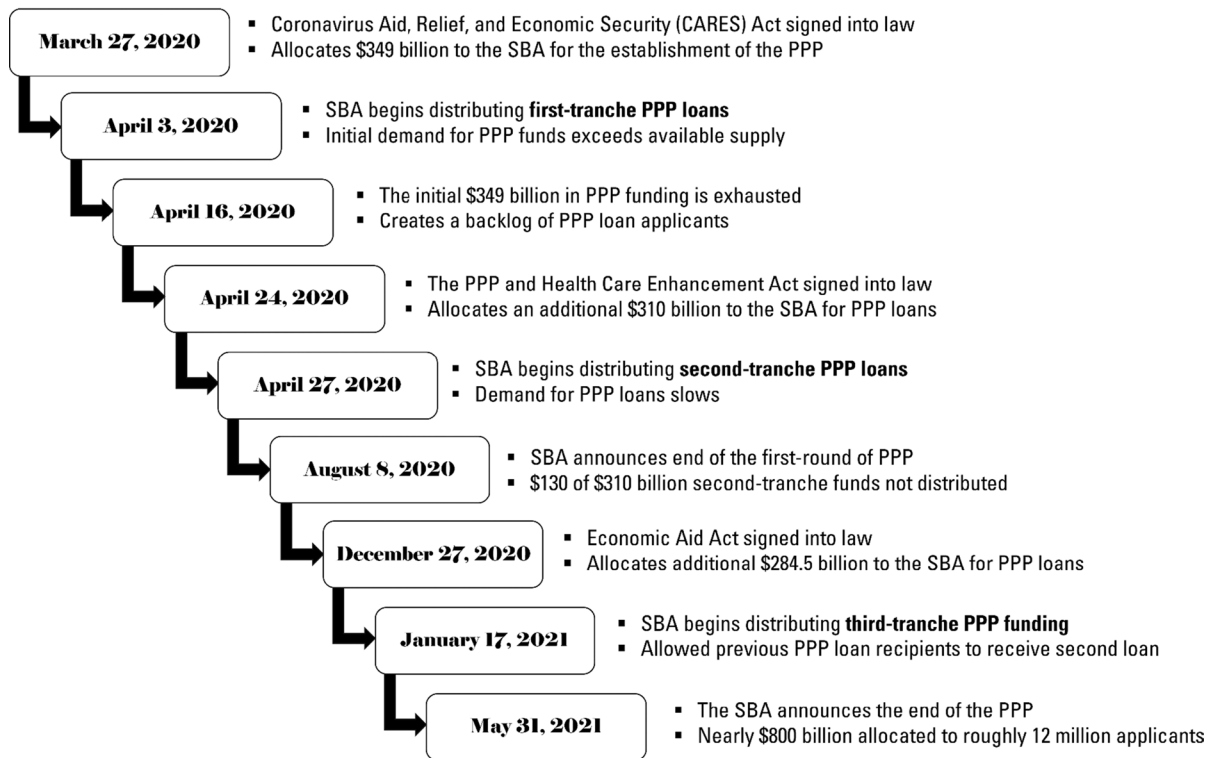 March 27, 2020
▪ Coronavirus Aid, Relief, and Economic Security (CARES) Act signed into law
▪ Allocates $349 billion to the SBA for the establishment of the PPP
April 3, 2020
▪ SBA begins distributing first-tranche PPP loans
▪ Initial demand for PPP funds exceeds available supply
April 16, 2020
▪ The initial $349 billion in PPP funding is exhausted
▪ Creates a backlog of PPP loan applicants
April 24, 2020
▪ The PPP and Health Care Enhancement Act signed into law
▪ Allocates an additional $310 billion to the SBA for PPP loans
April 27, 2020
▪ SBA begins distributing second-tranche PPP loans
▪ Demand for PPP loans slows
August 8, 2020
▪ SBA announces end of the first-round of PPP
▪ $130 of $310 billion second-tranche funds not distributed
December 27, 2020
▪ Economic Aid Act signed into law
▪ Allocates additional $284.5 billion to the SBA for PPP loans
January 17, 2021
▪ SBA begins distributing third-tranche PPP funding
▪ Allowed previous PPP loan recipients to receive second loan
May 31, 2021
▪ The SBA announces the end of the PPP
▪ Nearly $800 billion allocated to roughly 12 million applicants